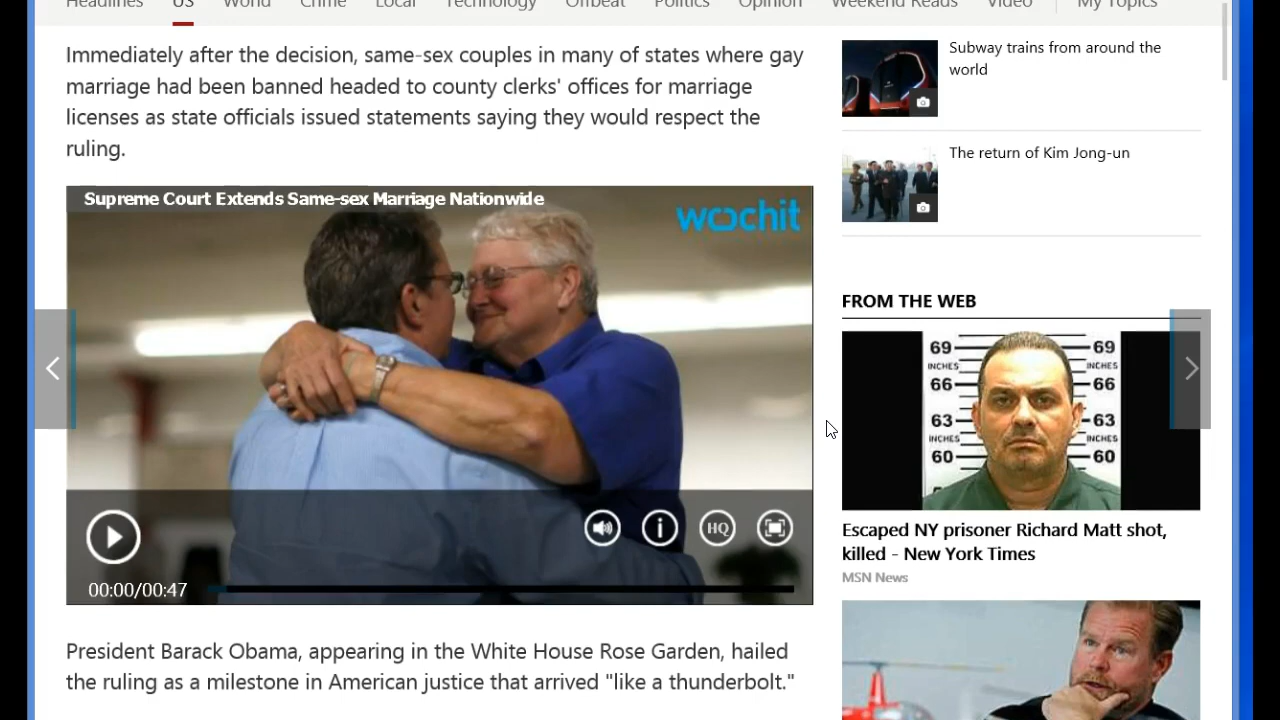 Headlines US World Crime Local Technology Offbeat Politics Opinion Weekend Reads Video My Topics
Immediately after the decision, same-sex couples in many of states where gay
marriage had been banned headed to county clerks' offices for marriage
licenses as state officials issued statements saying they would respect the
ruling.
Supreme Court Extends Same-sex Marriage Nationwide
woochit
HQ
00:00/00:47
President Barack Obama, appearing in the White House Rose Garden, hailed
the ruling as a milestone in American justice that arrived "like a thunderbolt."
Subway trains from around the
world
The return of Kim Jong-un
FROM THE WEB
69 69
INCHES INCHES
66 66
63 63
INCHES INCHES
60 60
Escaped NY prisoner Richard Matt shot,
killed - New York Times
MSN News